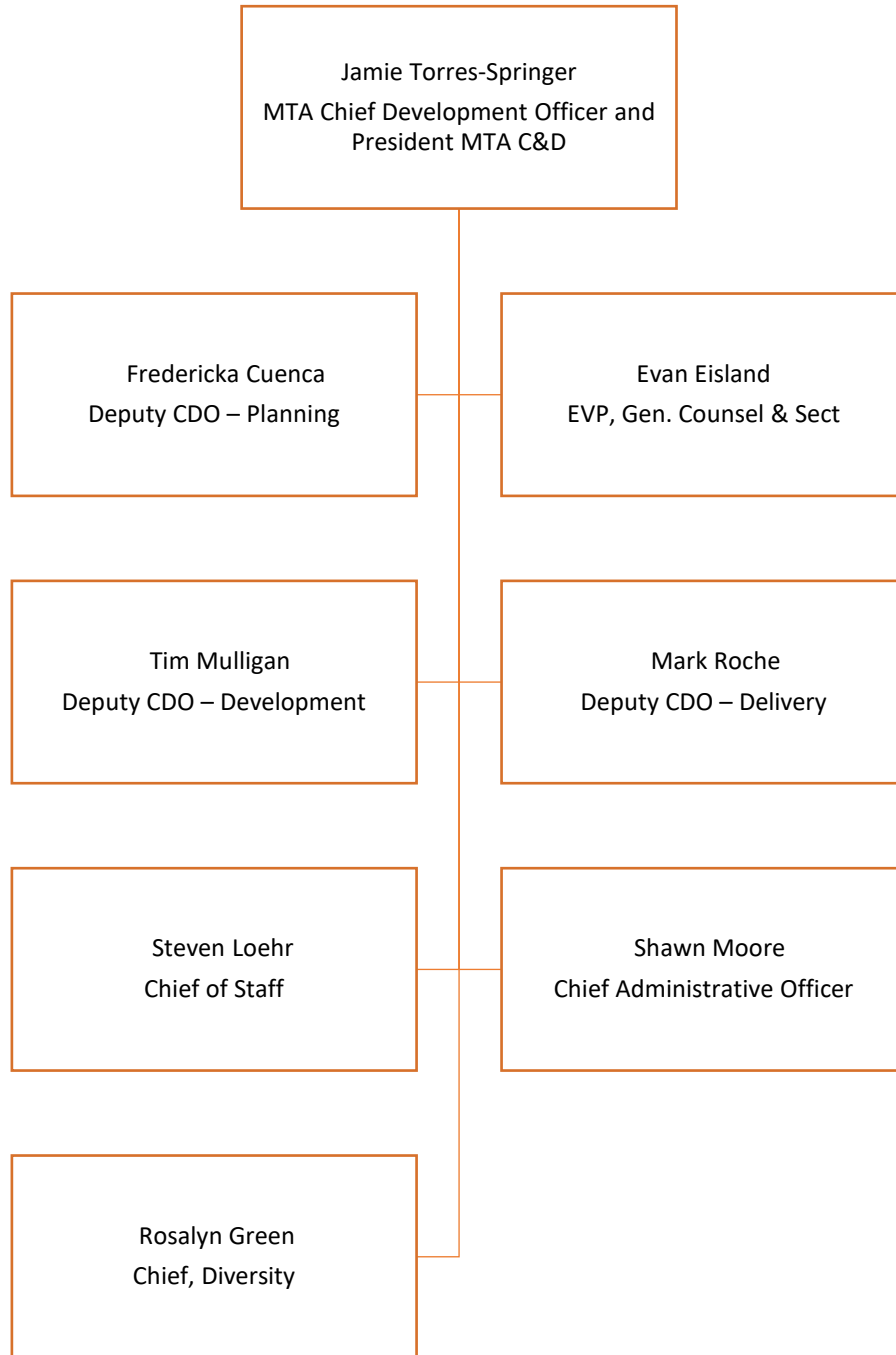 Jamie Torres-Springer
MTA Chief Development Officer and
President MTA C&D
Fredericka Cuenca
Deputy CDO – Planning
Evan Eisland
EVP, Gen. Counsel & Sect
Tim Mulligan
Deputy CDO – Development
Mark Roche
Deputy CDO – Delivery
Steven Loehr
Chief of Staff
Shawn Moore
Chief Administrative Officer
Rosalyn Green
Chief, Diversity